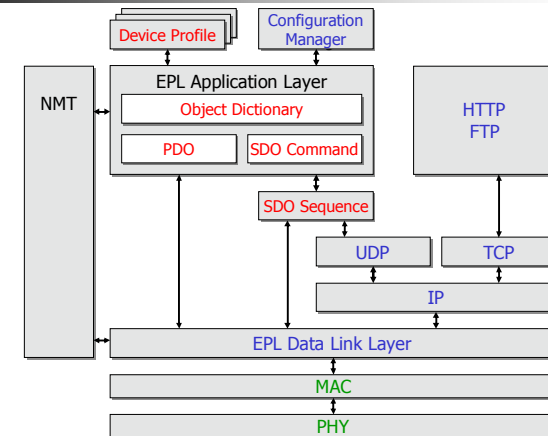 Device Profile
Configuration
Manager
NMT
EPL Application Layer
Object Dictionary
PDO
SDO Command
HTTP
FTP
SDO Sequence
UDP
TCP
IP
EPL Data Link Layer
MAC
PHY